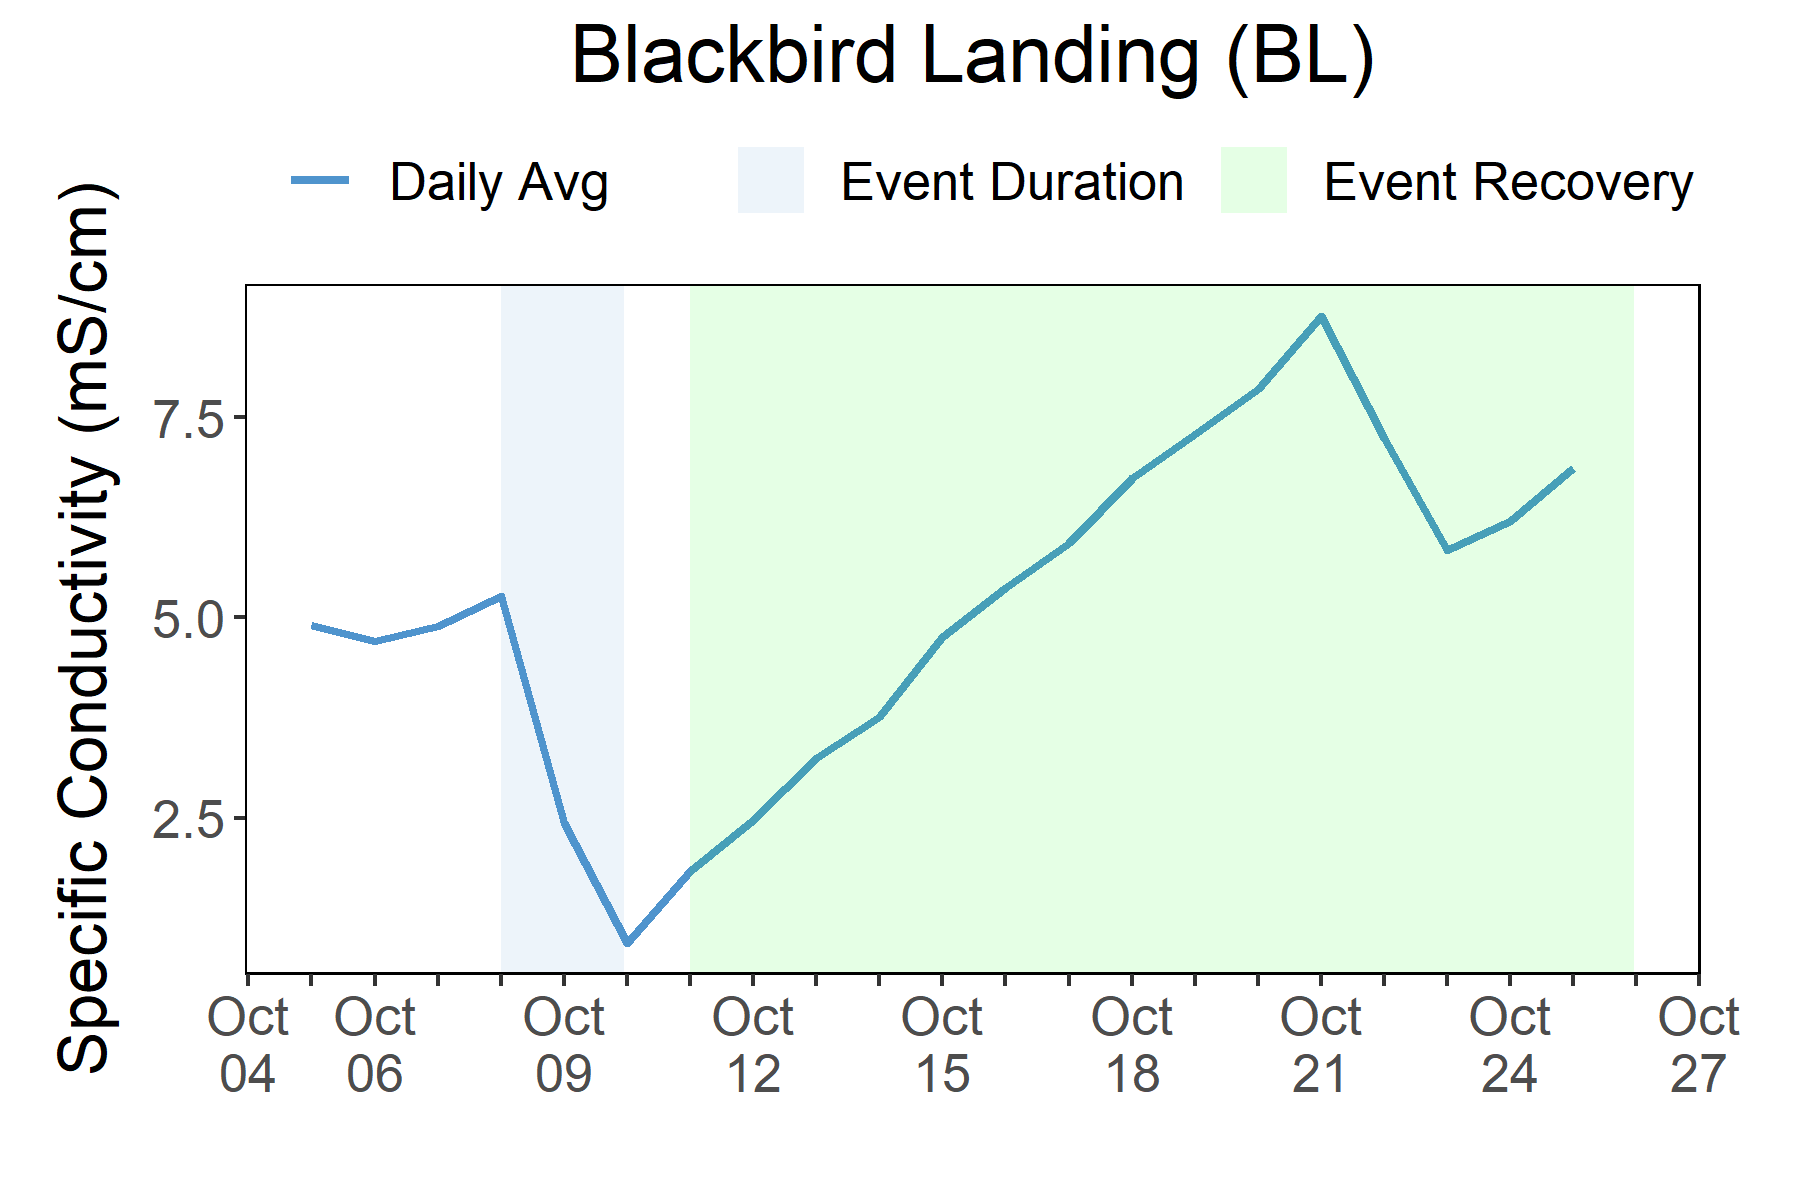 Blackbird Landing (BL)
Daily Avg
Event Duration
Event Recovery
Specific Conductivity (mS/cm)
7.5
5.0
2.5
Oct 04
Oct 06
Oct 09
Oct 12
Oct 15
Oct 18
Oct 21
Oct 24
Oct 27